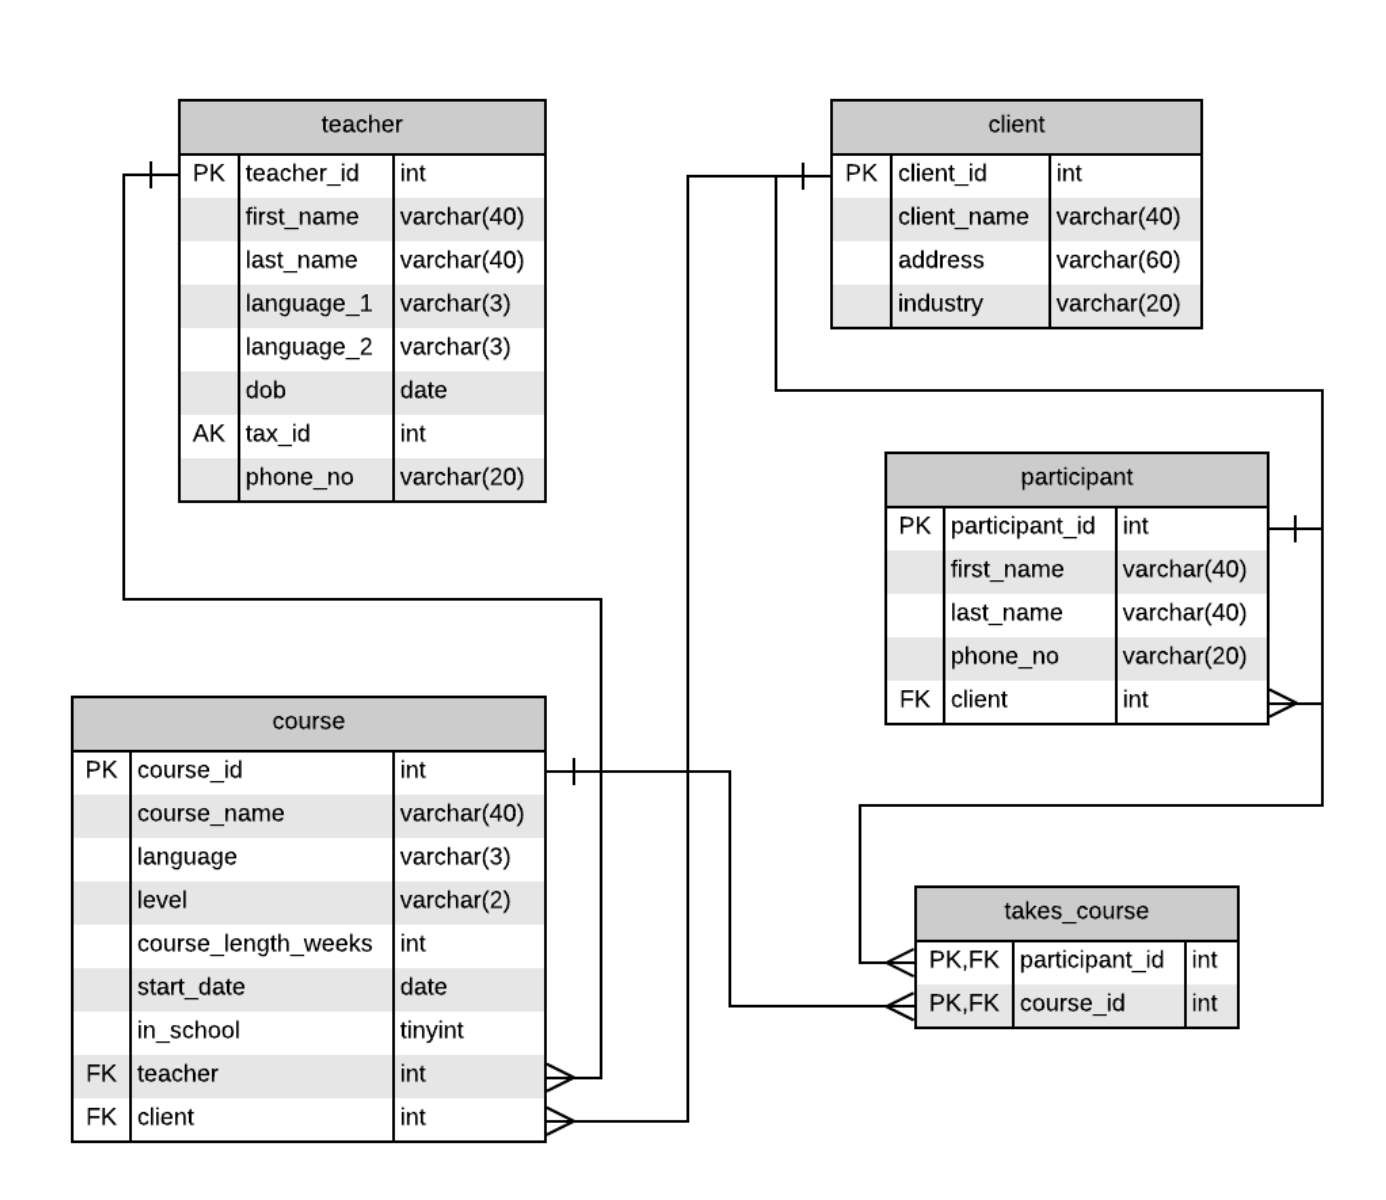 teacher
PK teacher_id int
first_name varchar(40)
last_name varchar(40)
language_1 varchar(3)
language_2 varchar(3)
dob date
AK tax_id int
phone_no varchar(20)
client
PK client_id int
client_name varchar(40)
address varchar(60)
industry varchar(20)
participant
PK participant_id int
first_name varchar(40)
last_name varchar(40)
phone_no varchar(20)
FK client int
course
PK course_id int
course_name varchar(40)
language varchar(3)
level varchar(2)
course_length_weeks int
start_date date
in_school tinyint
FK teacher int
FK client int
takes_course
PK,FK participant_id int
PK,FK course_id int